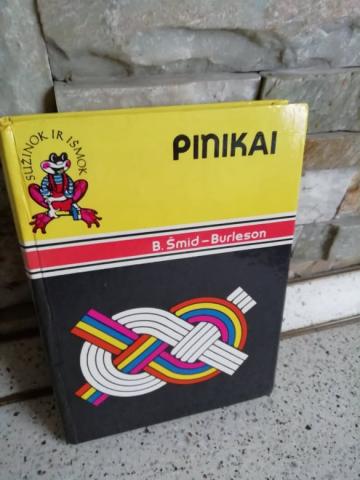 SUŽINOK IR IŠMOK
PINIKAI
B. Šmid-Burleson